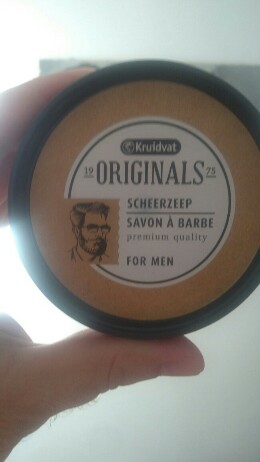 Kruidvat
19 ORIGINALS 75
SCHEERZEEP
SAVON À BARBE
premium quality
FOR MEN